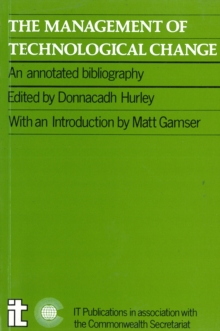 THE MANAGEMENT OF
TECHNOLOGICAL CHANGE
An annotated bibliography
Edited by Donnacadh Hurley
With an Introduction by Matt Gamser
it
IT Publications in association with
the Commonwealth Secretariat